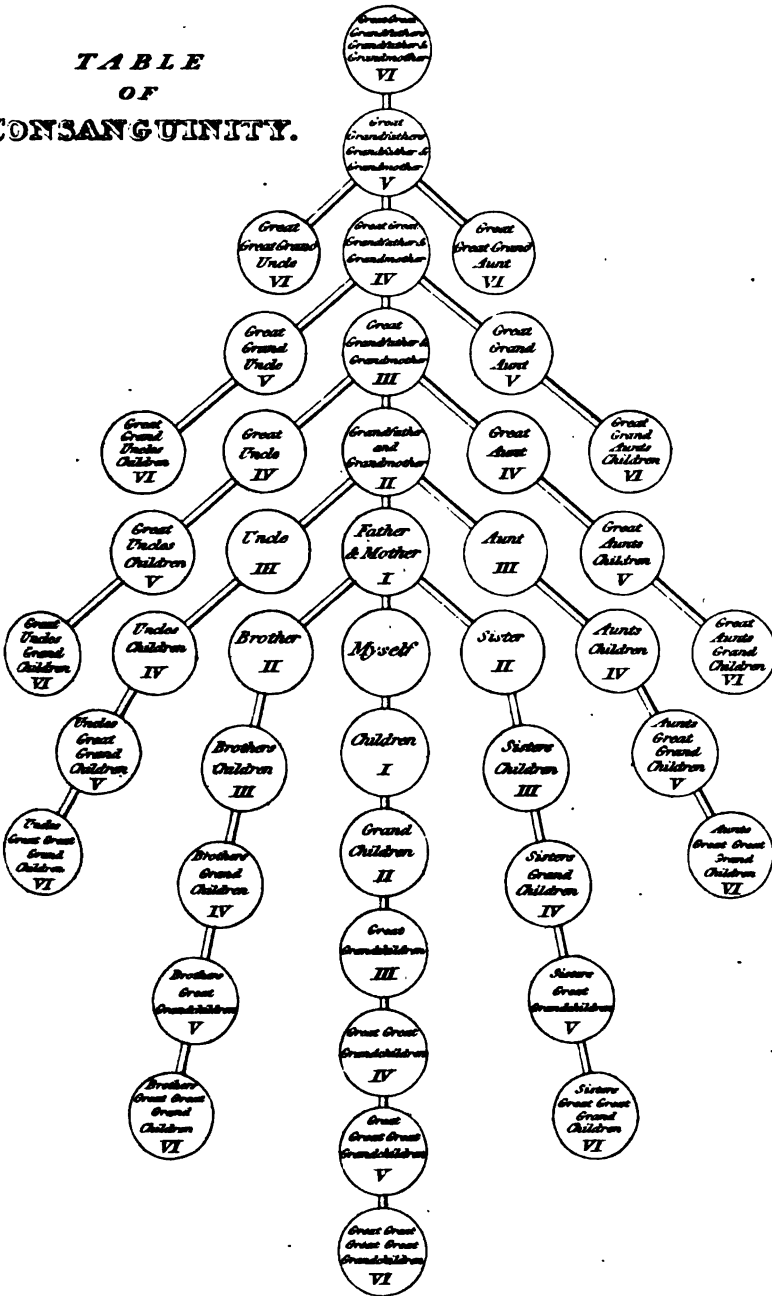 TABLE
OF
CONSANGUINITY.
Great Great
Grandfathers
Grandfather &
Grandmother
VI
Great
Grandfathers
Grandfather &
Grandmother
V
Great
Great Grand
Uncle
VI
Great Great
Grandfather &
Grandmother
IV
Great
Great Grand
Aunt
VI
Great
Grand
Uncle
V
Great
Grandfather &
Grandmother
III
Great
Grand
Aunt
V
Great
Grand
Uncles
Children
VI
Great
Uncle
IV
Grandfather
and
Grandmother
II
Great
Aunt
IV
Great
Grand
Aunts
Children
VI
Great
Uncles
Children
V
Uncle
III
Father
& Mother
I
Aunt
III
Great
Aunts
Children
V
Great
Uncles
Grand
Children
VI
Uncles
Children
IV
Brother
II
Myself
Sister
II
Aunts
Children
IV
Great
Aunts
Grand
Children
VI
Uncles
Great
Grand
Children
V
Brothers
Children
III
Children
I
Sisters
Children
III
Aunts
Great
Grand
Children
V
Uncles
Great Great
Grand
Children
VI
Brothers
Grand
Children
IV
Grand
Children
II
Sisters
Grand
Children
IV
Aunts
Great Great
Grand
Children
VI
Brothers
Great
Grandchildren
V
Great
Grandchildren
III
Sisters
Great
Grandchildren
V
Brothers
Great Great
Grand
Children
VI
Great Great
Grandchildren
IV
Sisters
Great Great
Grand
Children
VI
Great
Great Great
Grandchildren
V
Great Great
Great Great
Grandchildren
VI